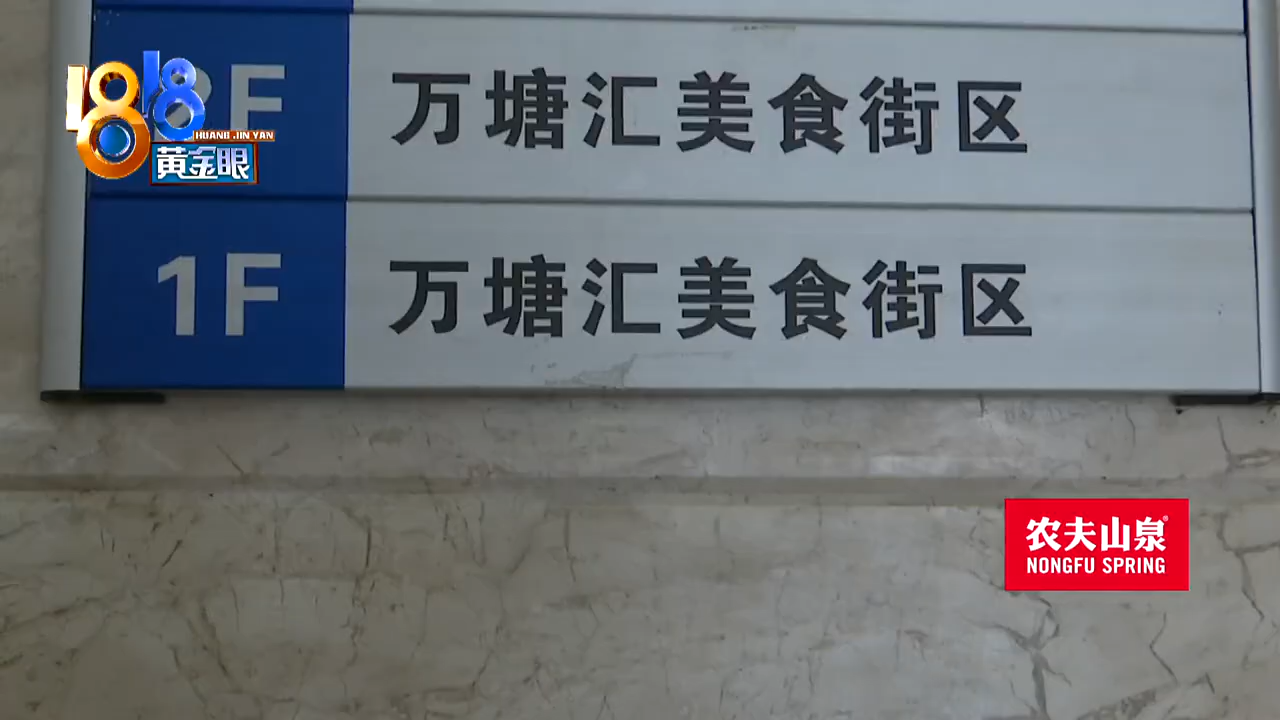 1818
HUANG JIN YAN
黄金眼
2F 万塘汇美食街区
1F 万塘汇美食街区
农夫山泉
NONGFU SPRING